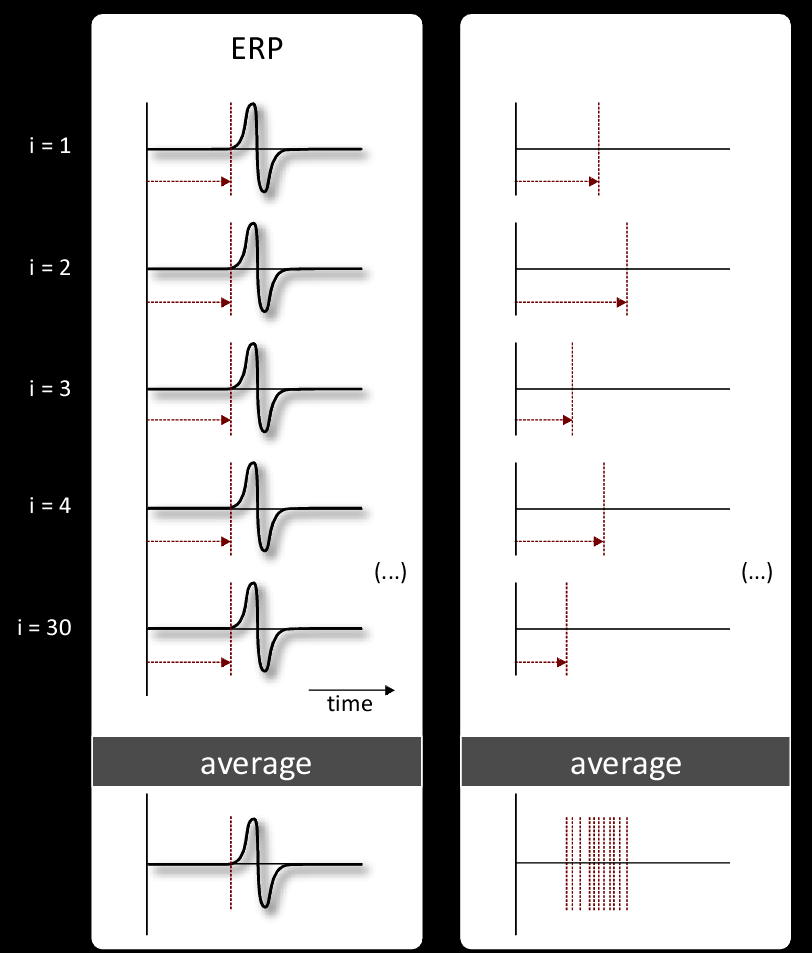 ERP
i = 1
i = 2
i = 3
i = 4
(...)
(...)
i = 30
time
average
average